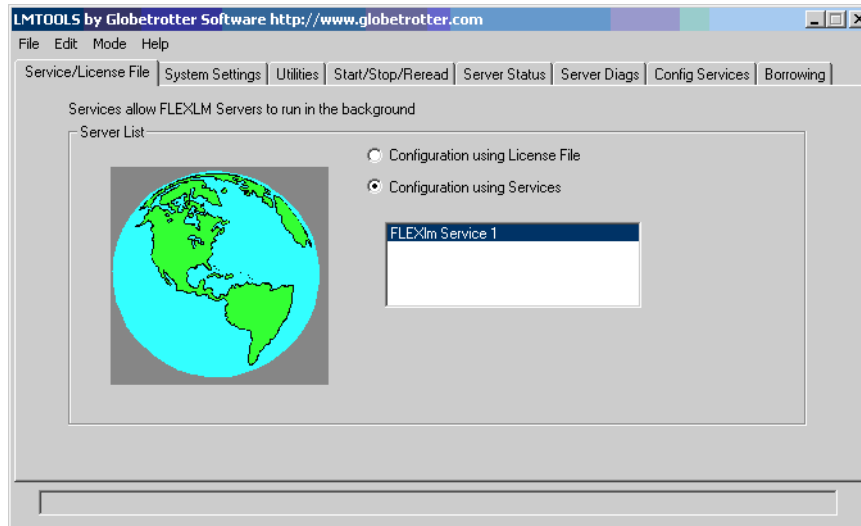 LMTOOLS by Globetrotter Software http://www.globetrotter.com
File Edit Mode Help
Service/License File System Settings Utilities Start/Stop/Reread Server Status Server Diags Config Services Borrowing
Services allow FLEXLM Servers to run in the background
Server List
Configuration using License File
Configuration using Services
FLEXlm Service 1